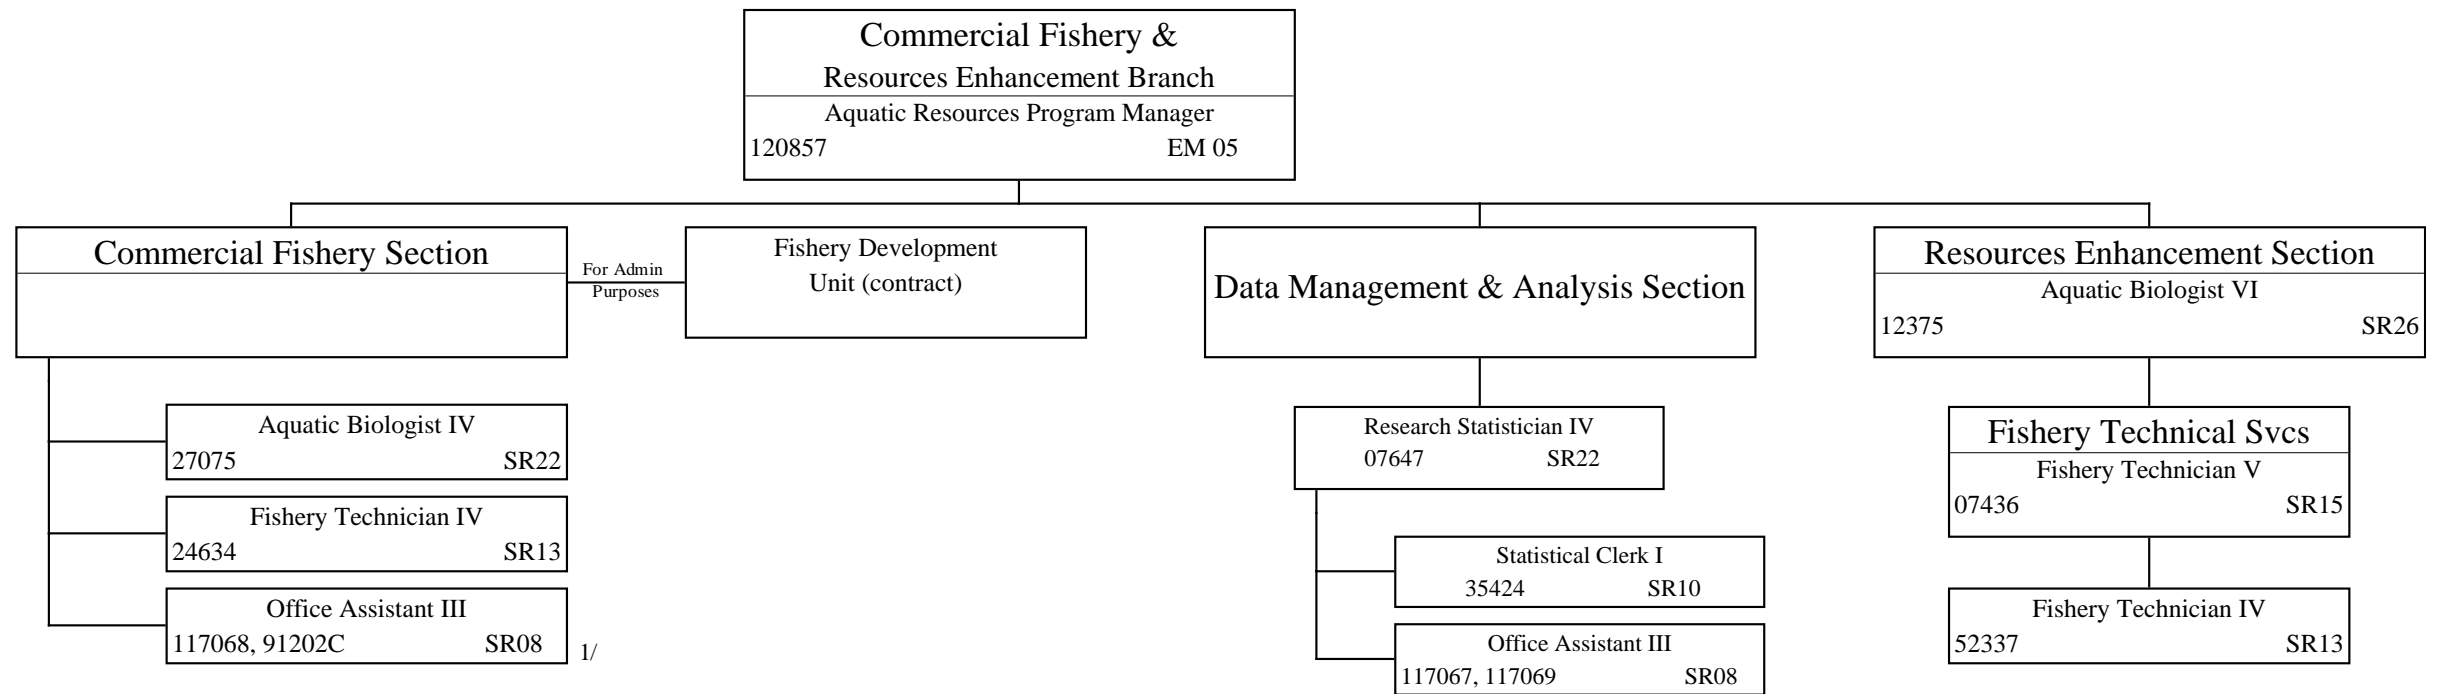 Commercial Fishery &
Resources Enhancement Branch
Aquatic Resources Program Manager
120857 EM 05
Commercial Fishery Section
For Admin
Purposes
Fishery Development
Unit (contract)
Data Management & Analysis Section
Resources Enhancement Section
Aquatic Biologist VI
12375 SR26
Aquatic Biologist IV
27075 SR22
Fishery Technician IV
24634 SR13
Office Assistant III
117068, 91202C SR08 1/
Research Statistician IV
07647 SR22
Statistical Clerk I
35424 SR10
Office Assistant III
117067, 117069 SR08
Fishery Technical Svcs
Fishery Technician V
07436 SR15
Fishery Technician IV
52337 SR13